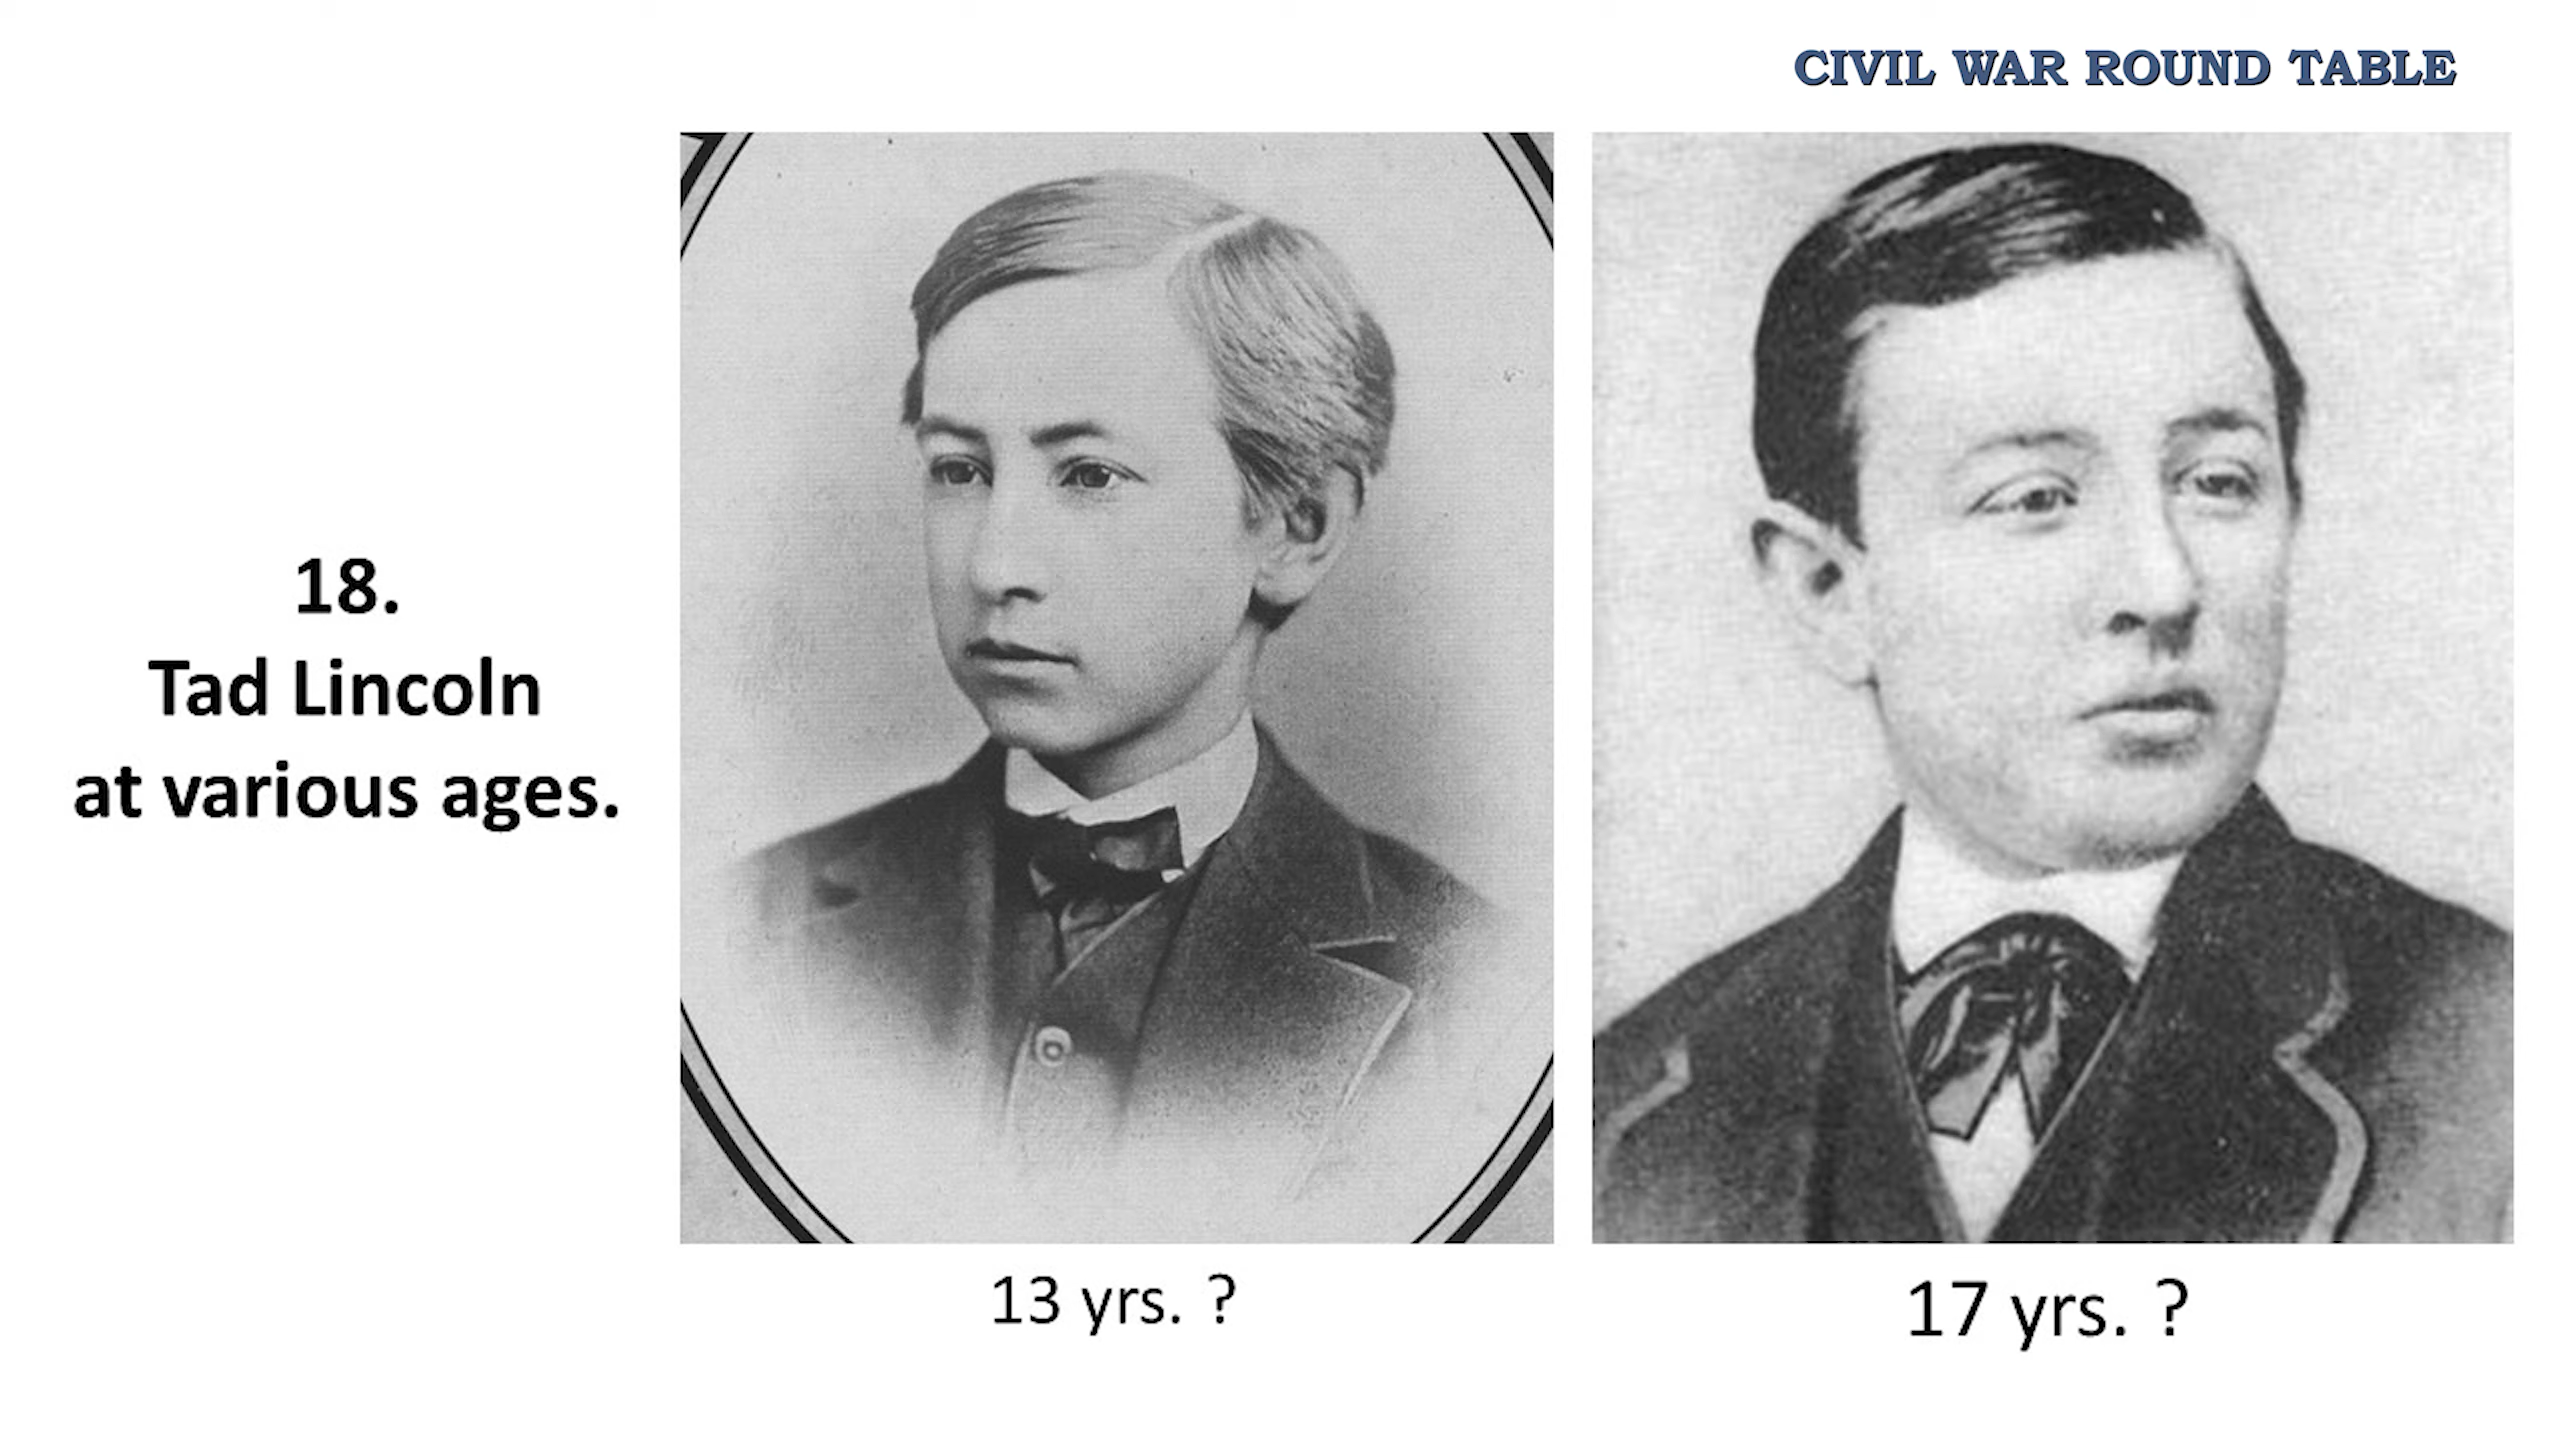 CIVIL WAR ROUND TABLE
18.
Tad Lincoln
at various ages.
13 yrs. ?
17 yrs. ?